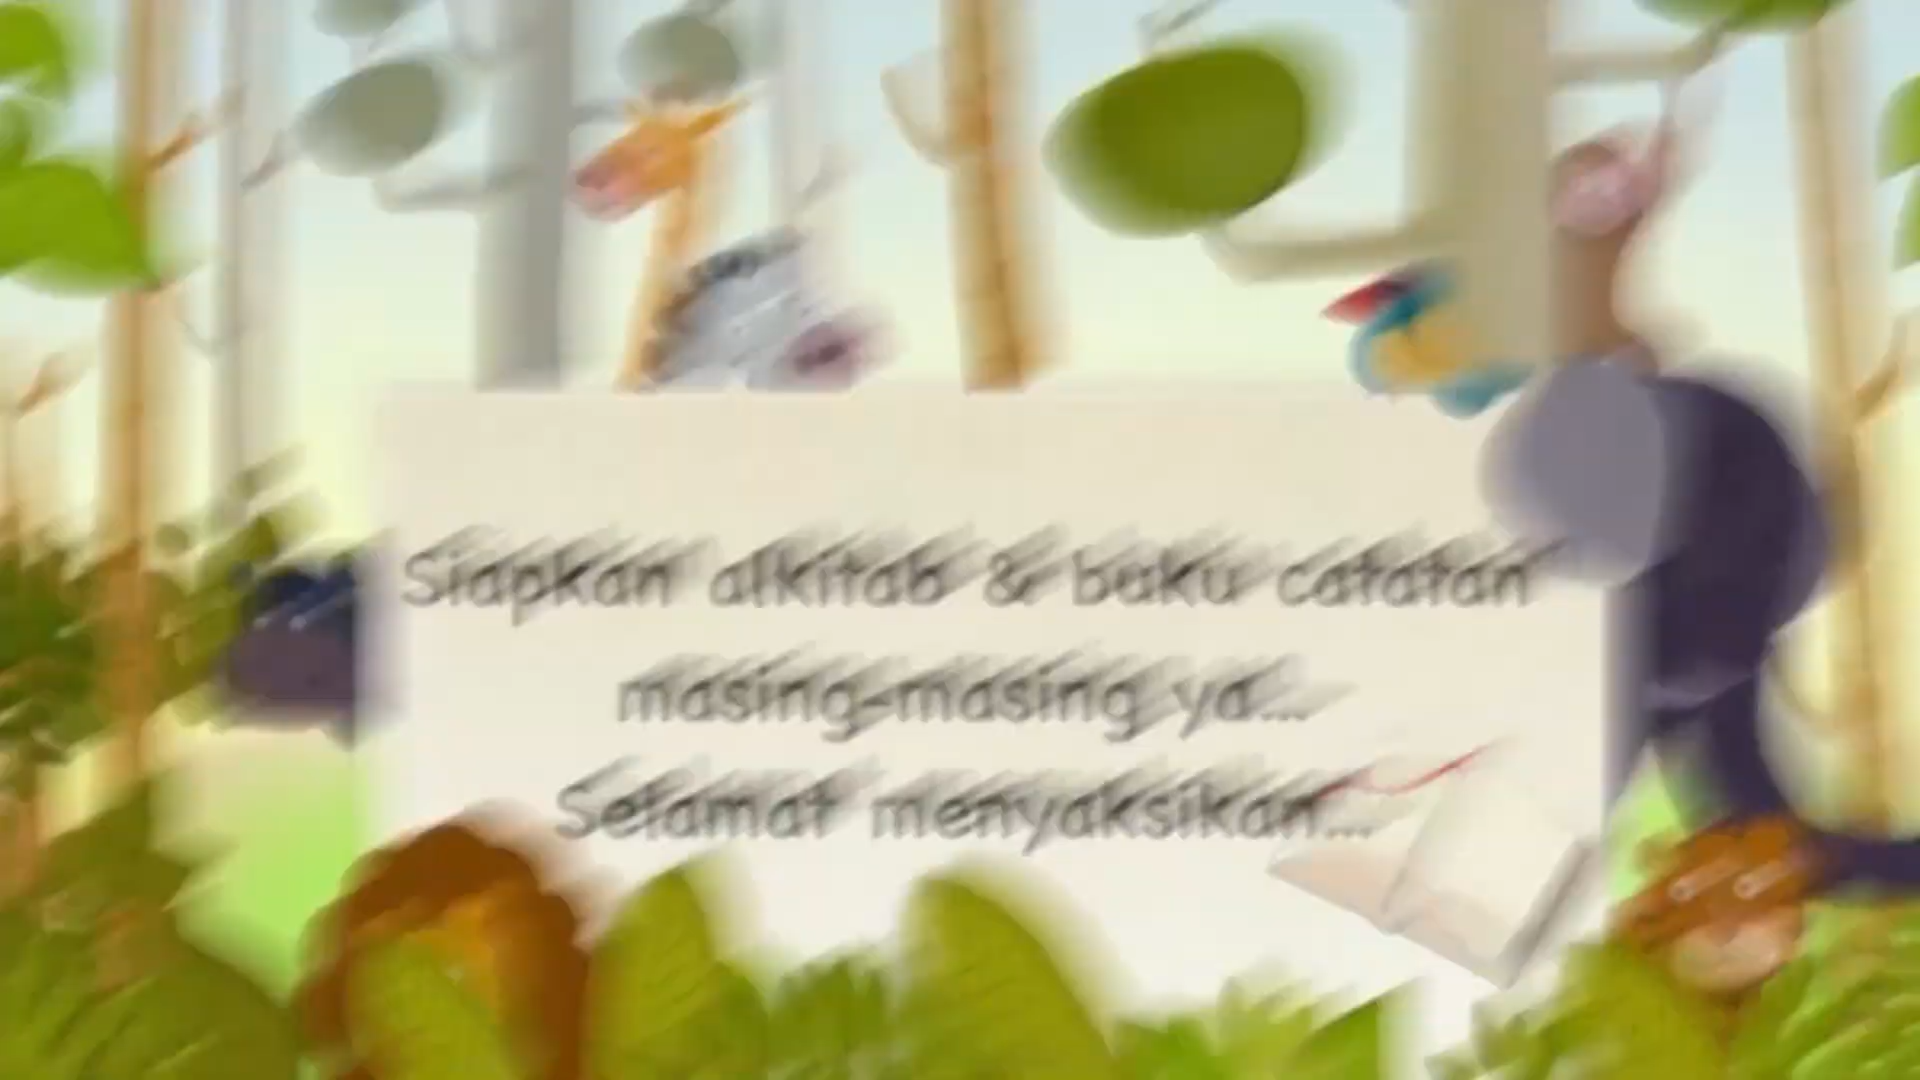 Siapkan alkitab & buku catatan
masing-masing ya...
Selamat menyaksikan...